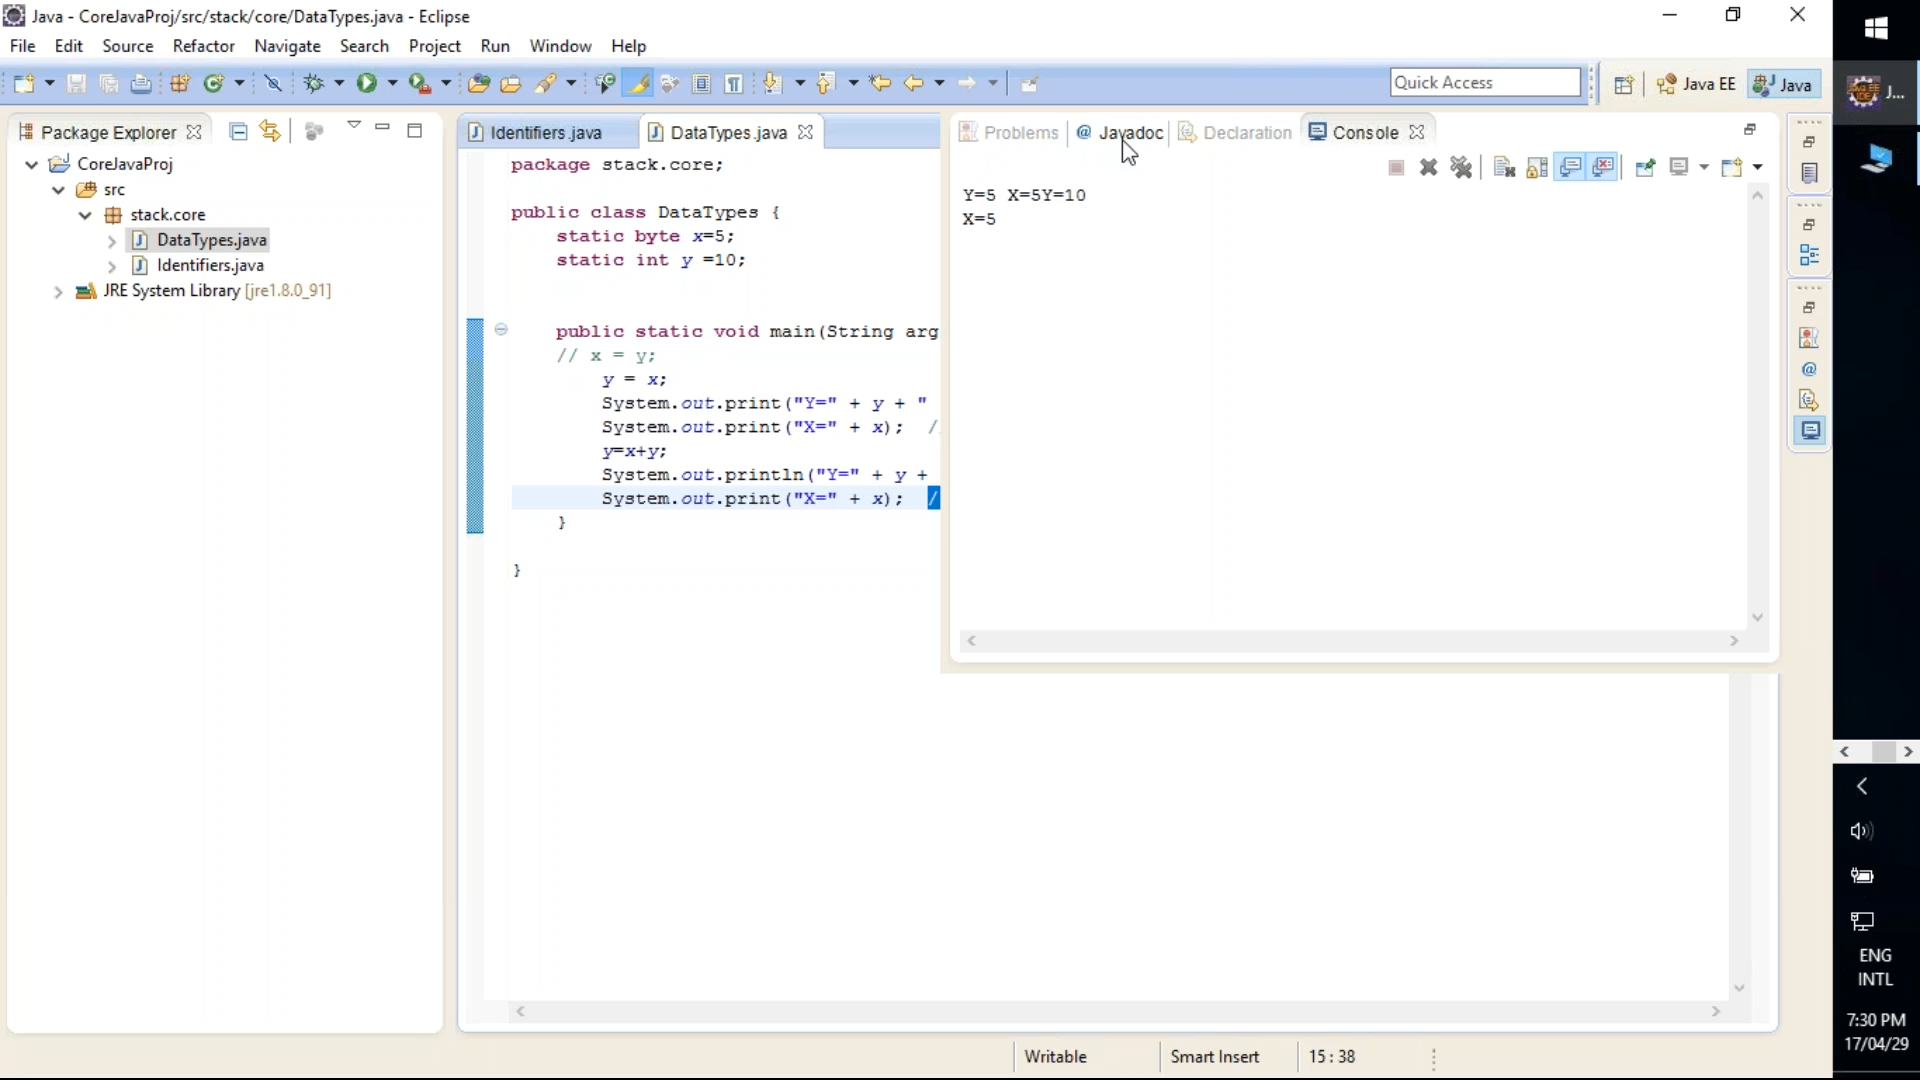 Java - CoreJavaProj/src/stack/core/DataTypes.java - Eclipse
File Edit Source Refactor Navigate Search Project Run Window Help
Quick Access
Java EE
Java
J...
Package Explorer
CoreJavaProj
src
stack.core
DataTypes.java
Identifiers.java
JRE System Library [jre1.8.0_91]
Identifiers.java
DataTypes.java
package stack.core;
public class DataTypes {
static byte x=5;
static int y =10;
public static void main(String arg
// x = y;
y = x;
System.out.print("Y=" + y + "
System.out.print("X=" + x); /
y=x+y;
System.out.println("Y=" + y +
System.out.print("X=" + x); /
}
}
Problems @ Javadoc Declaration Console
Y=5 X=5Y=10
X=5
Writable
Smart Insert
15 : 38
ENG
INTL
7:30 PM
17/04/29